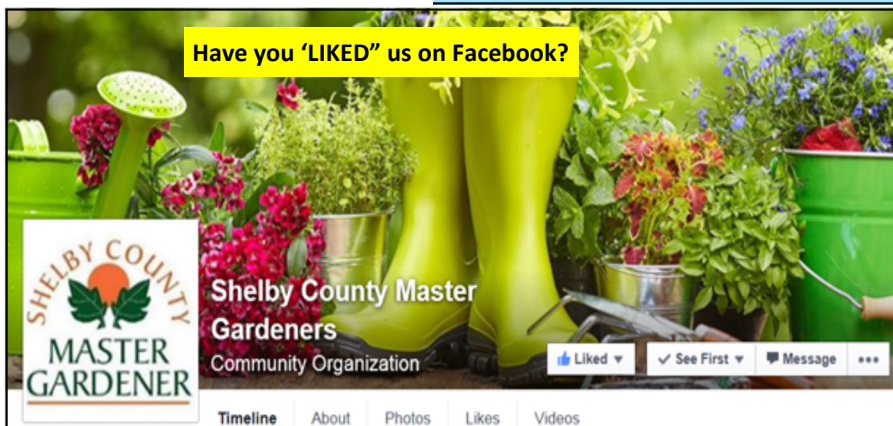 Have you ‘LIKED” us on Facebook?
SHELBY COUNTY
MASTER
GARDENER
Shelby County Master
Gardeners
Community Organization
Liked
See First
Message
Timeline About Photos Likes Videos